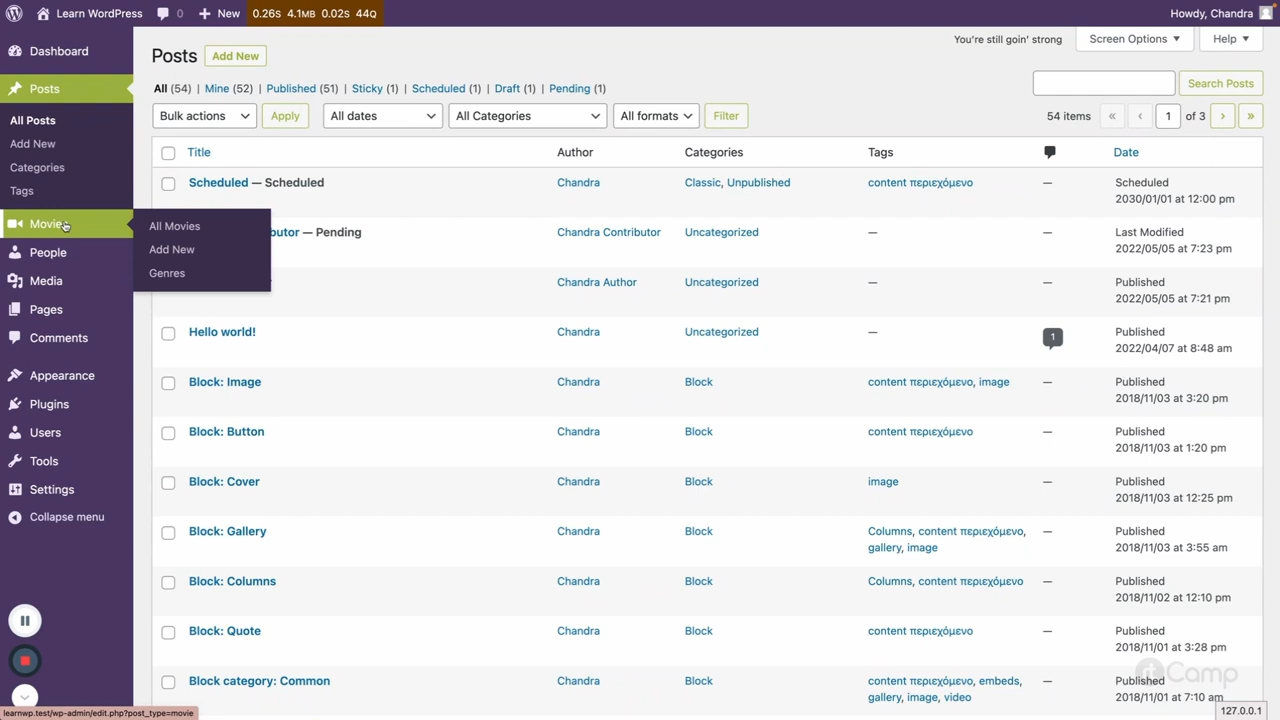 Learn WordPress 0 New 0.26s 4.1MB 0.02s 44Q Howdy, Chandra
Dashboard
Posts
All Posts
Add New
Categories
Tags
Movies
All Movies
Add New
Genres
People
Media
Pages
Comments
Appearance
Plugins
Users
Tools
Settings
Collapse menu
You're still goin' strong Screen Options Help
Posts Add New
All (54) | Mine (52) | Published (51) | Sticky (1) | Scheduled (1) | Draft (1) | Pending (1)
Search Posts
Bulk actions Apply All dates All Categories All formats Filter 54 items « ‹ 1 of 3 › »
Title Author Categories Tags Date
Scheduled — Scheduled Chandra Classic, Unpublished content περιεχόμενο — Scheduled
2030/01/01 at 12:00 pm
butor — Pending Chandra Contributor Uncategorized — — Last Modified
2022/05/05 at 7:23 pm
Chandra Author Uncategorized — — Published
2022/05/05 at 7:21 pm
Hello world! Chandra Uncategorized — 1 Published
2022/04/07 at 8:48 am
Block: Image Chandra Block content περιεχόμενο, image — Published
2018/11/03 at 3:20 pm
Block: Button Chandra Block content περιεχόμενο — Published
2018/11/03 at 1:20 pm
Block: Cover Chandra Block image — Published
2018/11/03 at 12:25 pm
Block: Gallery Chandra Block Columns, content περιεχόμενο, — Published
gallery, image 2018/11/03 at 3:55 am
Block: Columns Chandra Block Columns, content περιεχόμενο — Published
2018/11/02 at 12:10 pm
Block: Quote Chandra Block content περιεχόμενο — Published
2018/11/01 at 3:28 pm
Block category: Common Chandra Block content περιεχόμενο, embeds, — Published
gallery, image, video 2018/11/01 at 7:10 am
rtCamp
learnwp.test/wp-admin/edit.php?post_type=movie
127.0.0.1